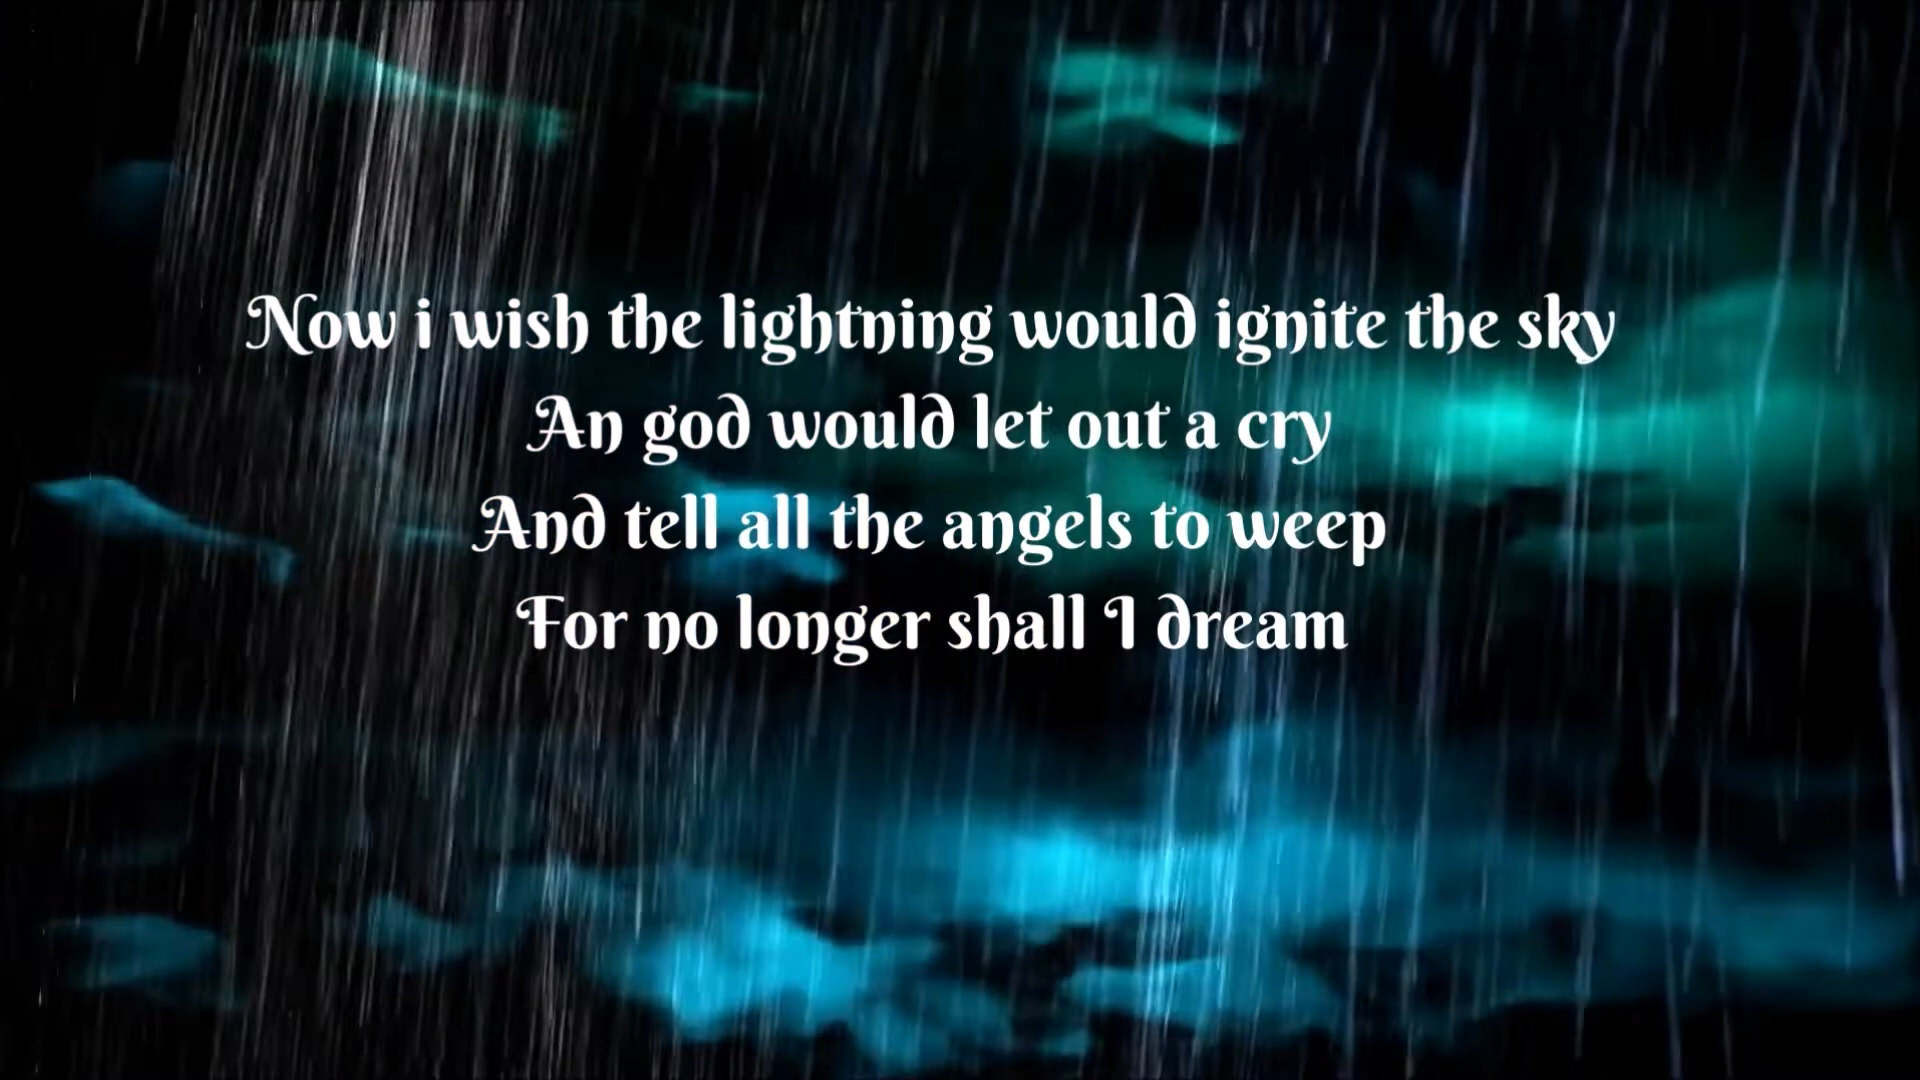 Now i wish the lightning would ignite the sky
An god would let out a cry
And tell all the angels to weep
For no longer shall I dream